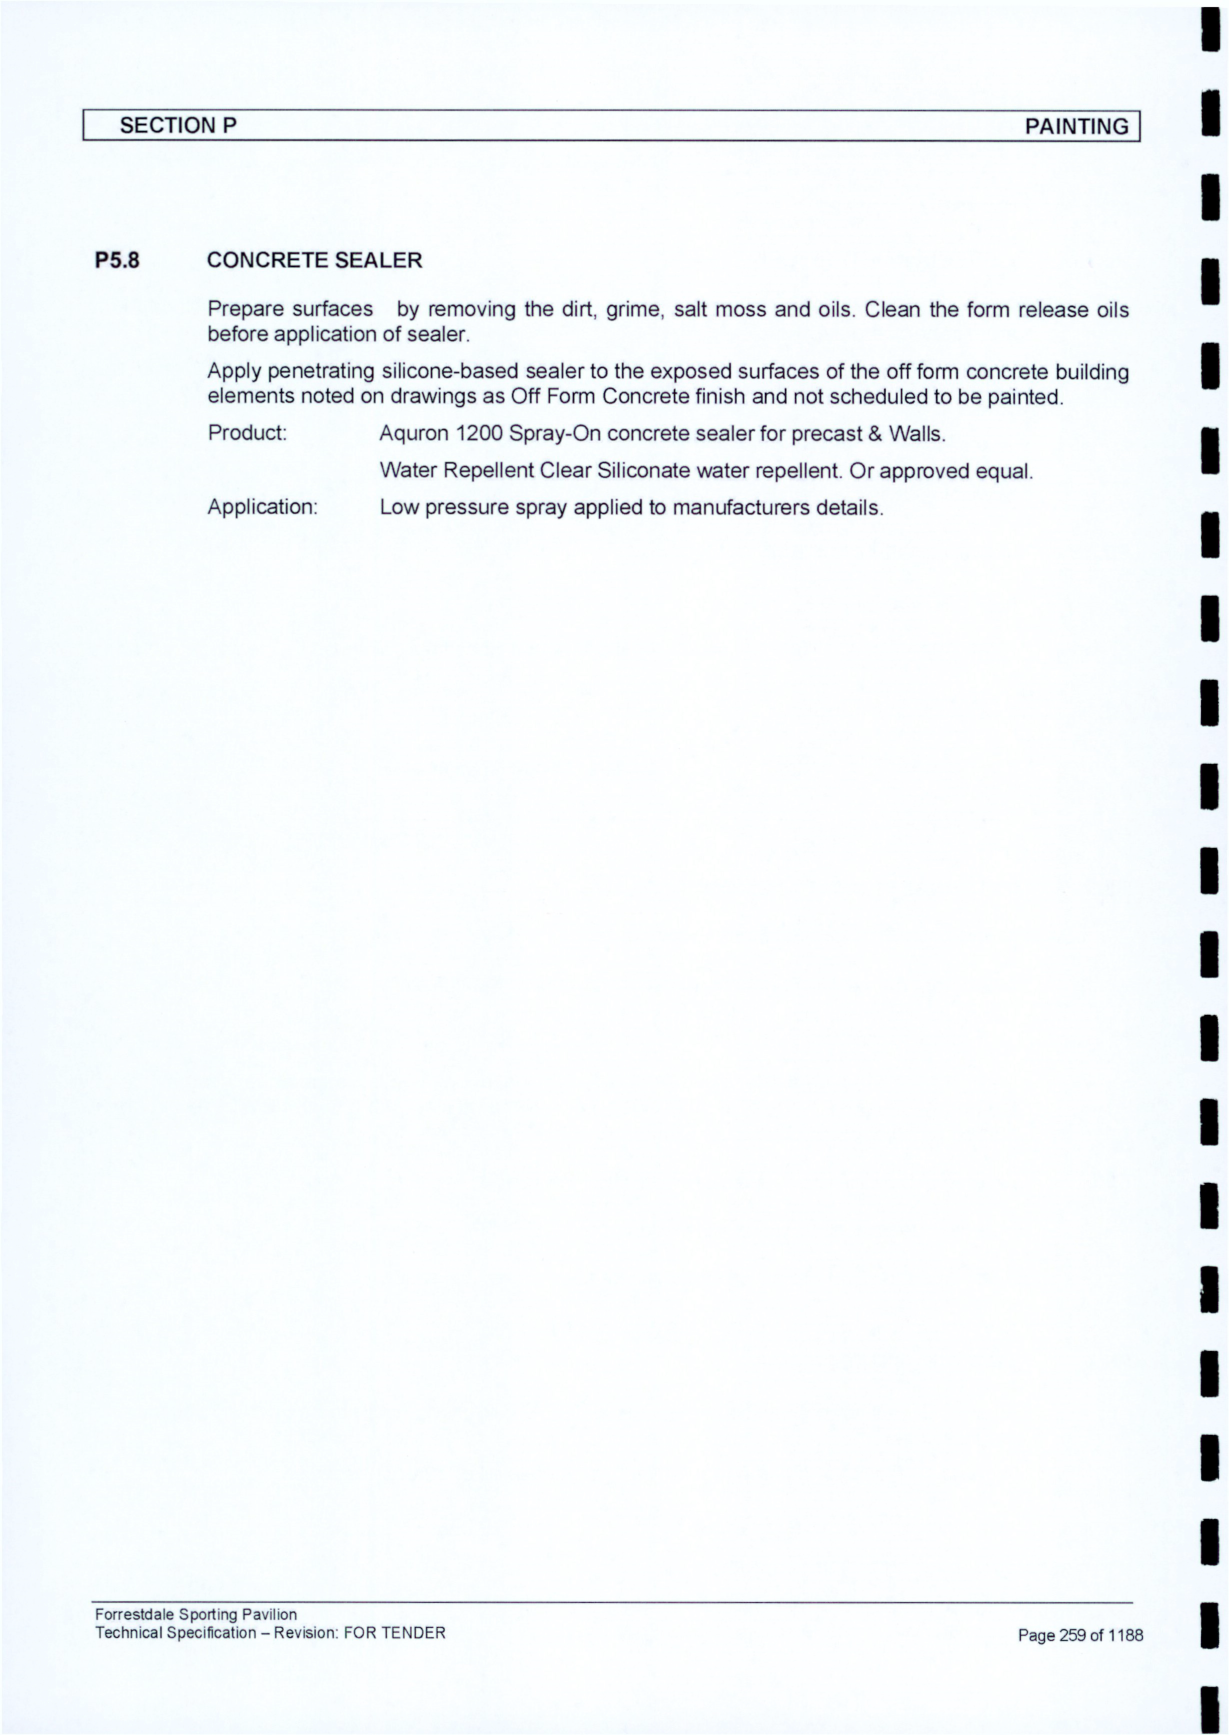 SECTION P PAINTING
P5.8 CONCRETE SEALER
Prepare surfaces by removing the dirt, grime, salt moss and oils. Clean the form release oils
before application of sealer.
Apply penetrating silicone-based sealer to the exposed surfaces of the off form concrete building
elements noted on drawings as Off Form Concrete finish and not scheduled to be painted.
Product: Aquron 1200 Spray-On concrete sealer for precast & Walls.
Water Repellent Clear Siliconate water repellent. Or approved equal.
Application: Low pressure spray applied to manufacturers details.
Forrestdale Sporting Pavilion
Technical Specification – Revision: FOR TENDER
Page 259 of 1188